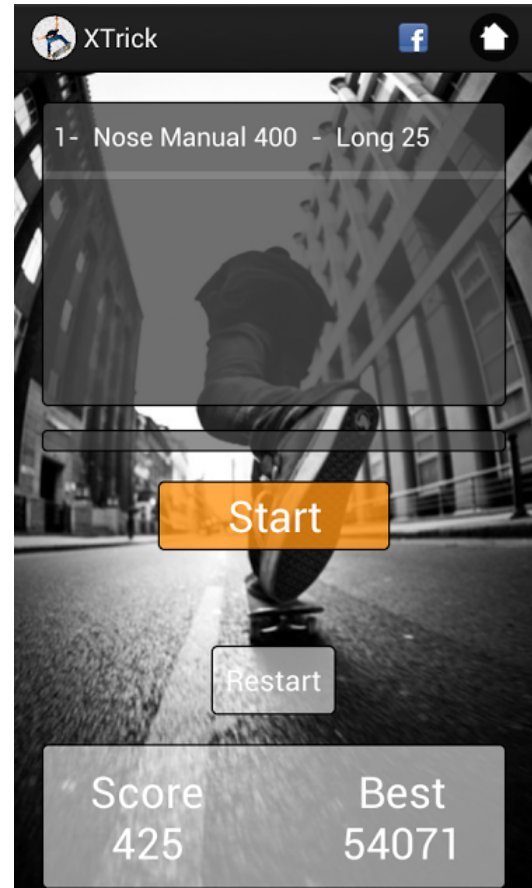 XTrick
f
1- Nose Manual 400 - Long 25
Start
Restart
Score
425
Best
54071